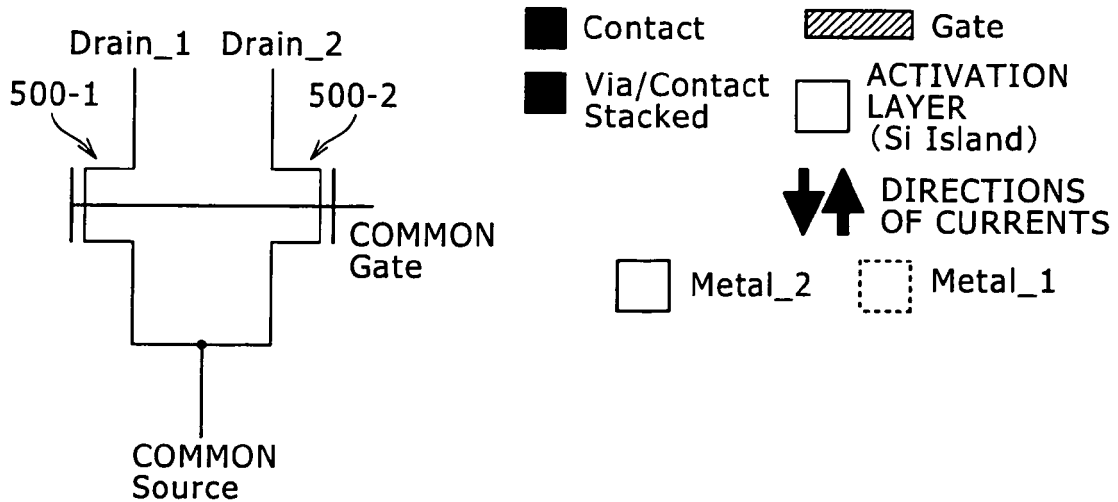 Drain_1 Drain_2
500-1
500-2
COMMON
Gate
COMMON
Source
Contact
Gate
Via/Contact
Stacked
ACTIVATION
LAYER
(Si Island)
DIRECTIONS
OF CURRENTS
Metal_2
Metal_1